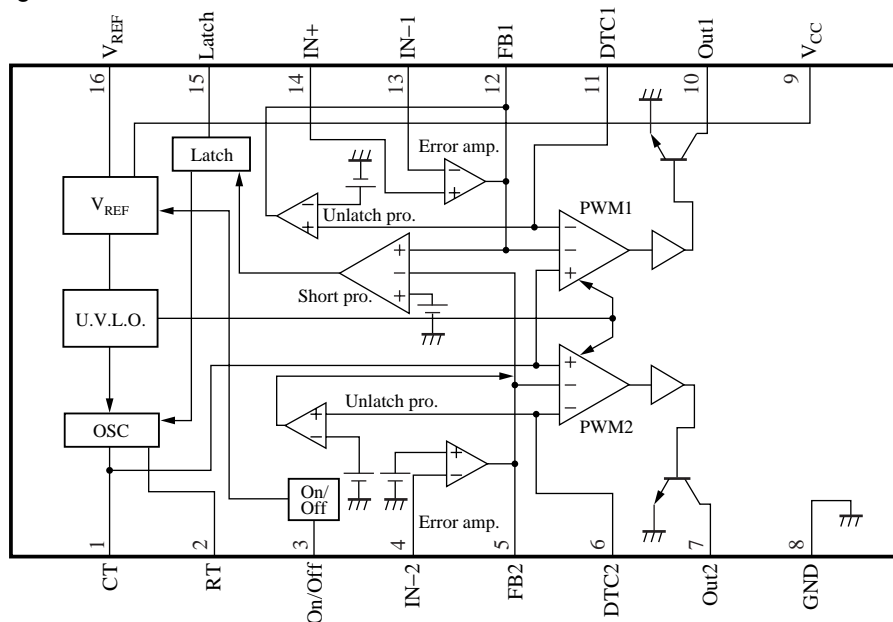 VREF
Latch
IN+
IN−1
FB1
DTC1
Out1
VCC
16
15
14
13
12
11
10
9
Latch
Error amp.
VREF
− +
Unlatch pro.
− +
PWM1
− − +
Short pro.
+ − +
U.V.L.O.
+ − −
PWM2
Unlatch pro.
+ −
OSC
+ −
On/
Off
Error amp.
1
2
3
4
5
6
7
8
CT
RT
On/Off
IN−2
FB2
DTC2
Out2
GND